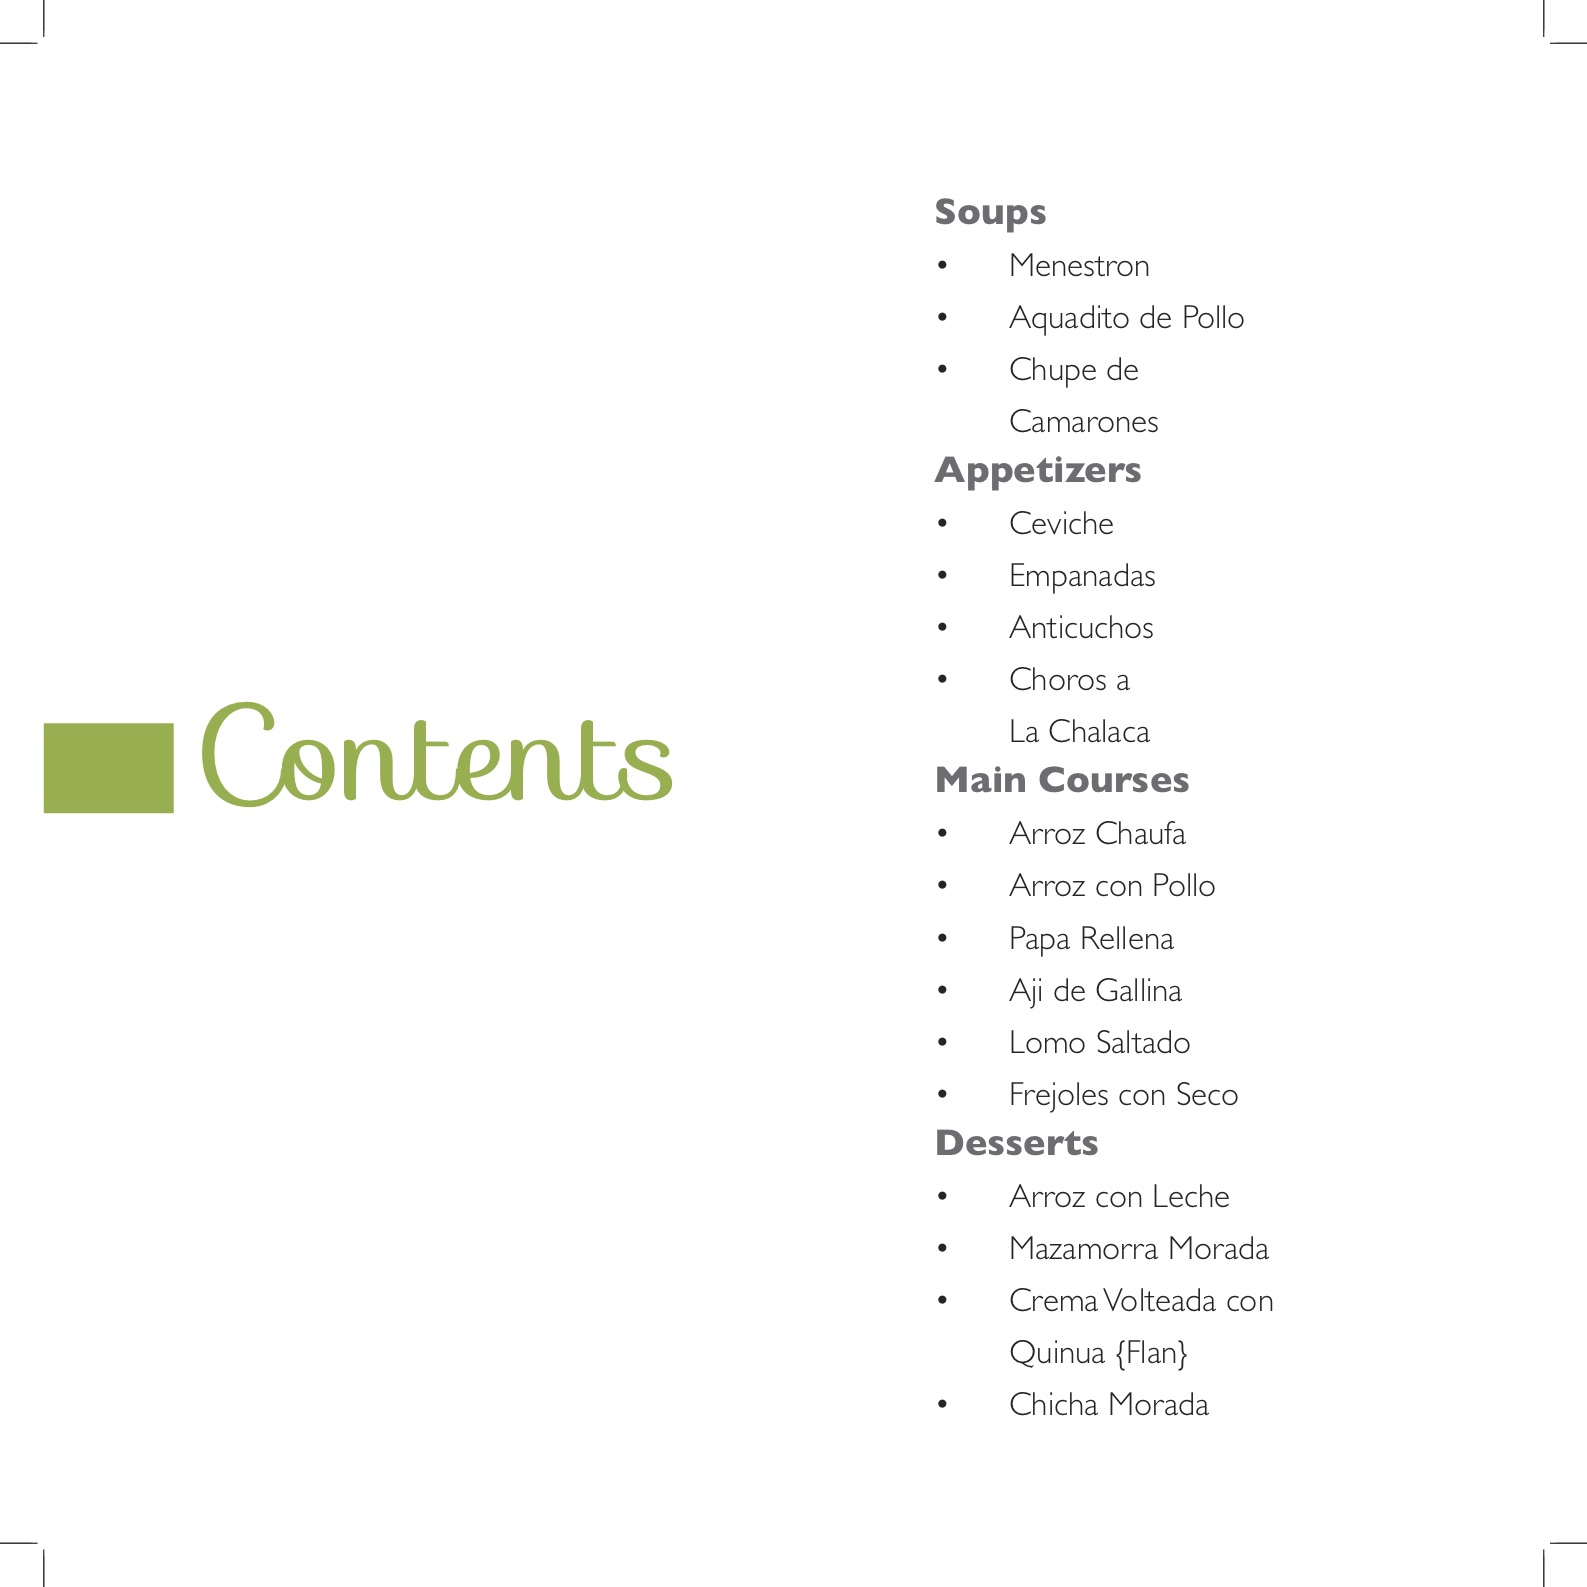 Contents
Soups
• Menestron
• Aquadito de Pollo
• Chupe de
Camarones
Appetizers
• Ceviche
• Empanadas
• Anticuchos
• Choros a
La Chalaca
Main Courses
• Arroz Chaufa
• Arroz con Pollo
• Papa Rellena
• Aji de Gallina
• Lomo Saltado
• Frejoles con Seco
Desserts
• Arroz con Leche
• Mazamorra Morada
• Crema Volteada con
Quinua {Flan}
• Chicha Morada